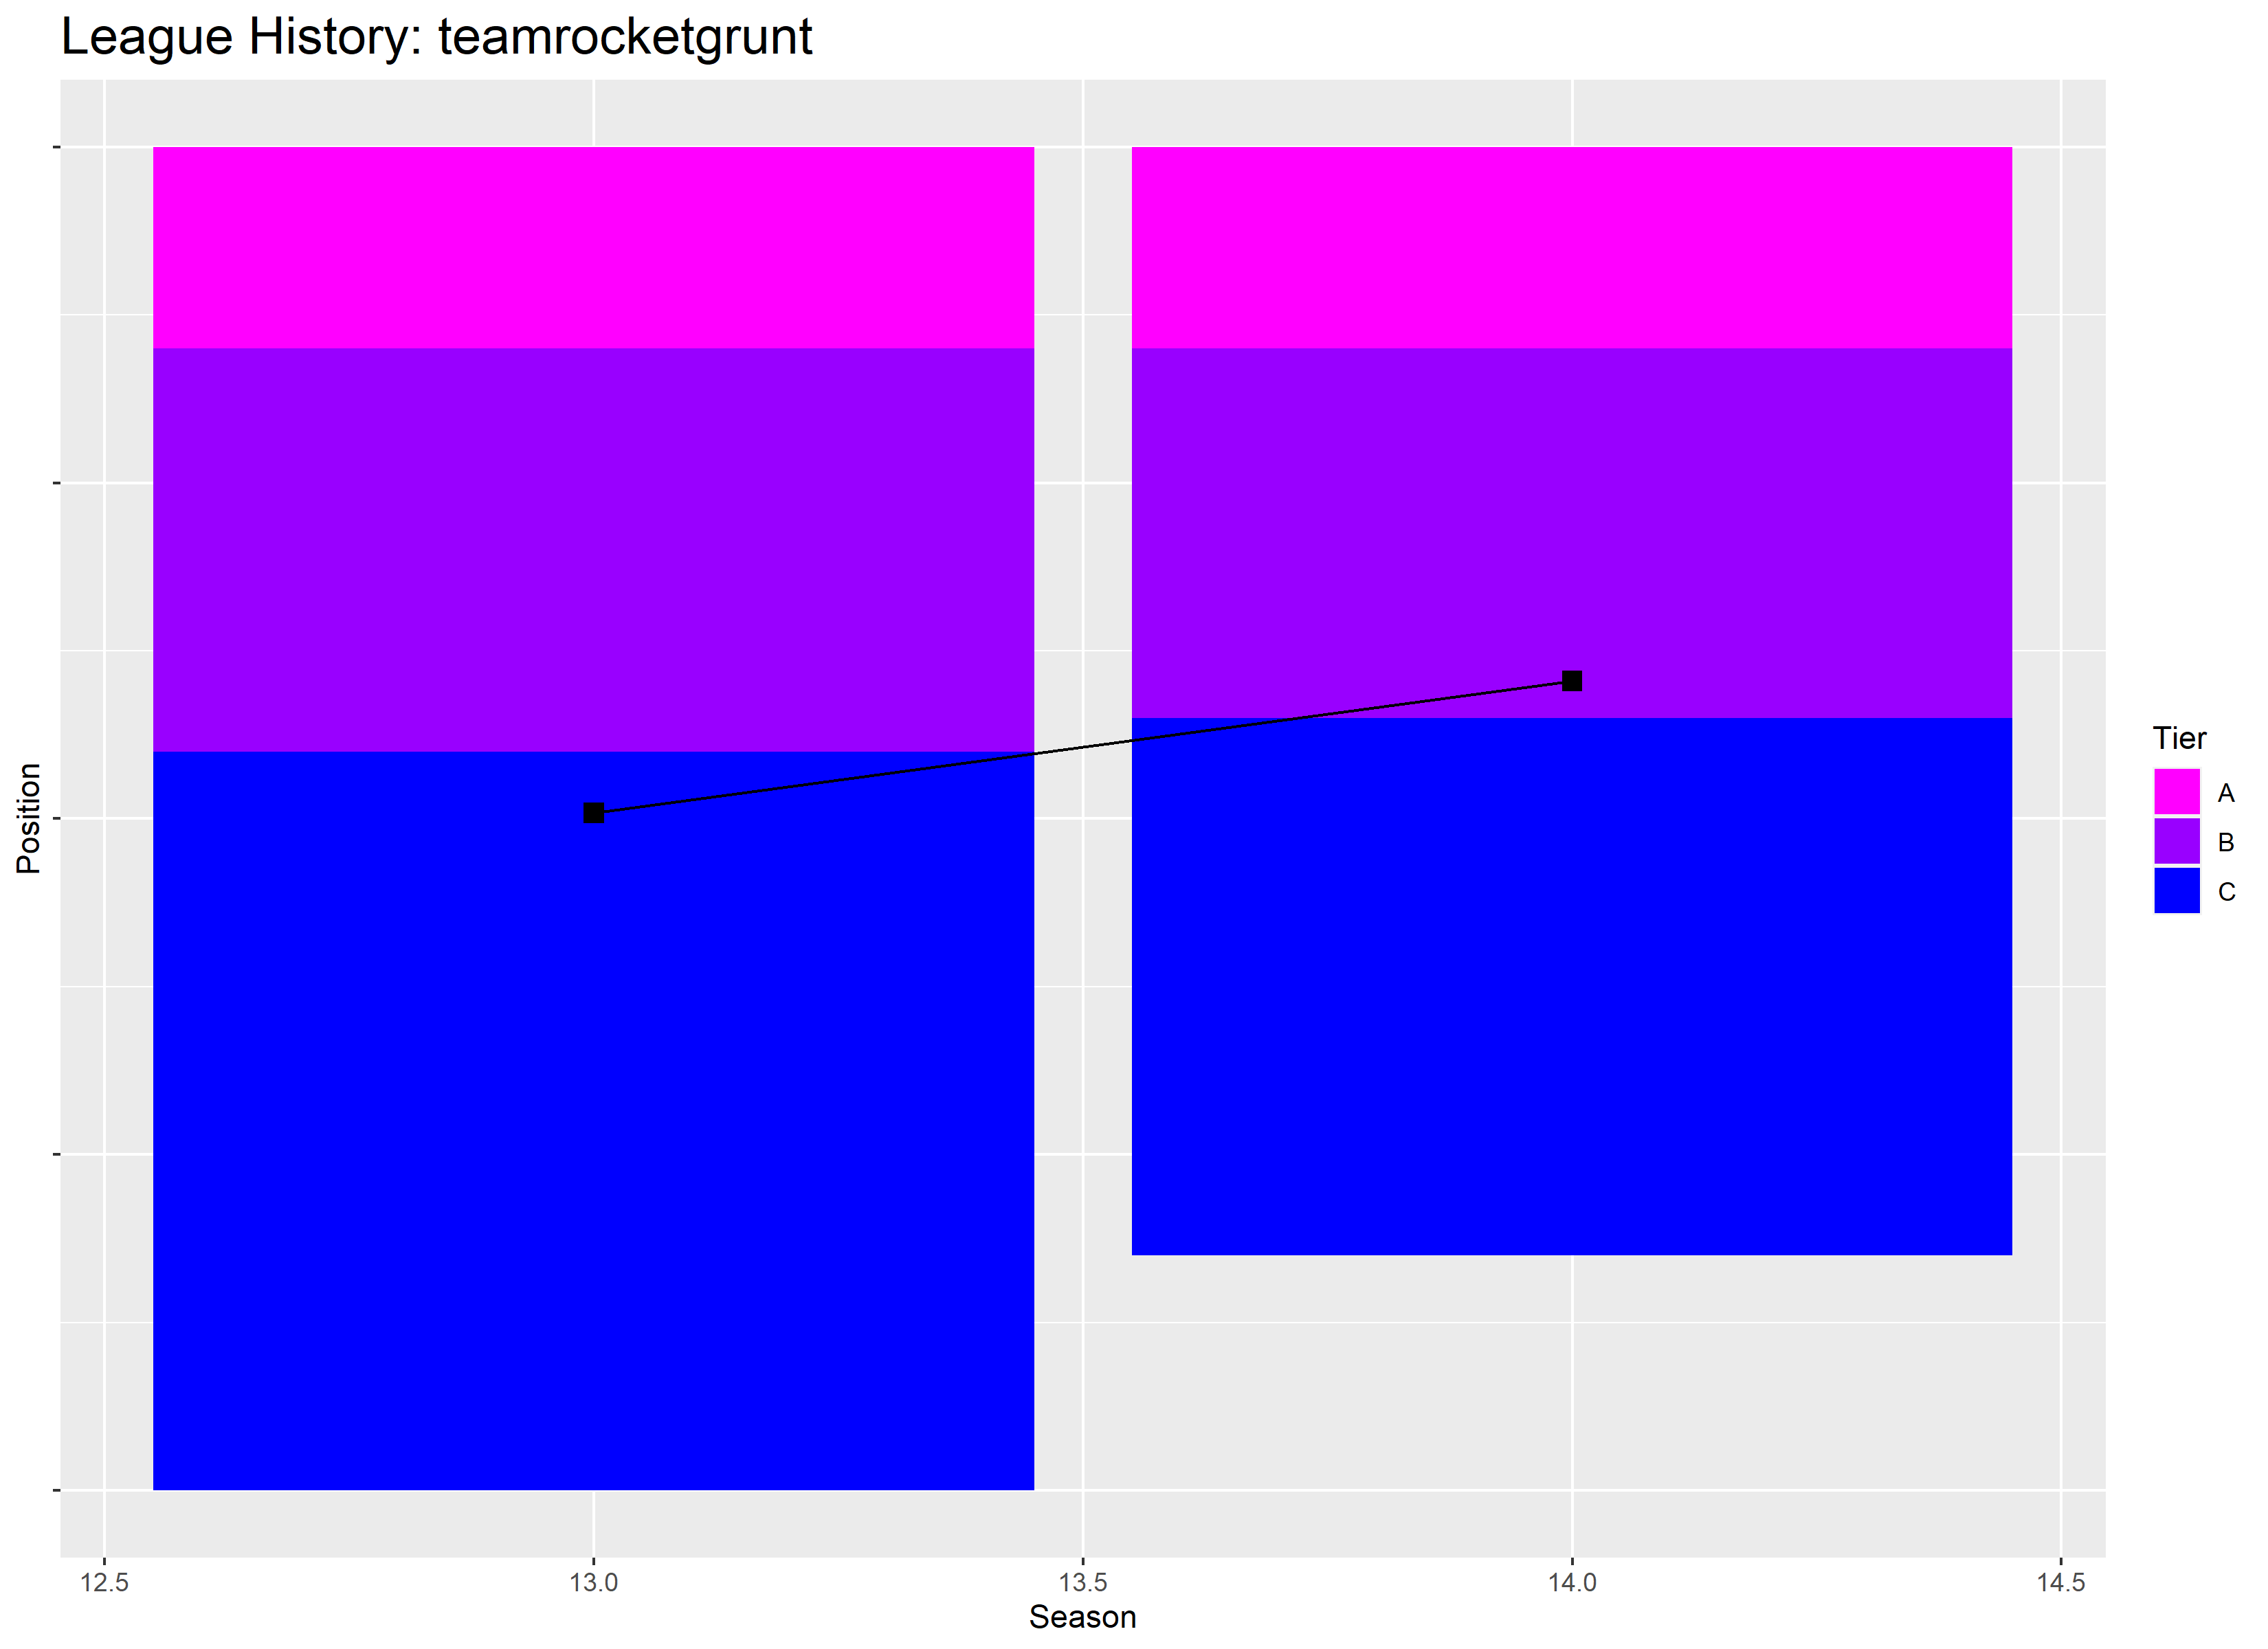 League History: teamrocketgrunt
Position
12.5 13.0 13.5 14.0 14.5
Season
Tier
A
B
C